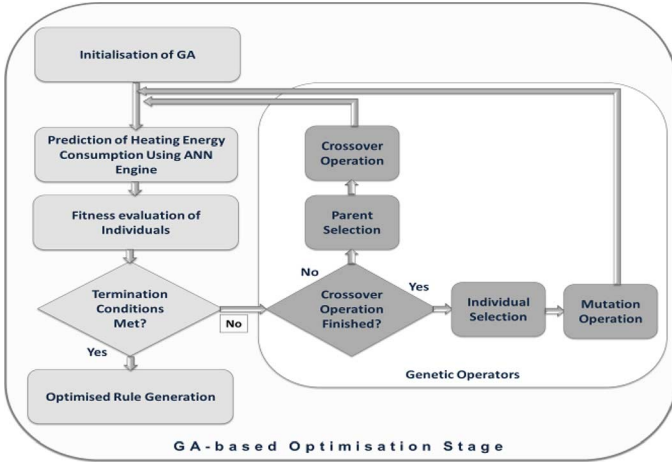 Initialisation of GA
Prediction of Heating Energy
Consumption Using ANN
Engine
Fitness evaluation of
Individuals
Termination
Conditions
Met?
No
Yes
Optimised Rule Generation
Crossover
Operation
Parent
Selection
No
Crossover
Operation
Finished?
Yes
Individual
Selection
Mutation
Operation
Genetic Operators
GA-based Optimisation Stage